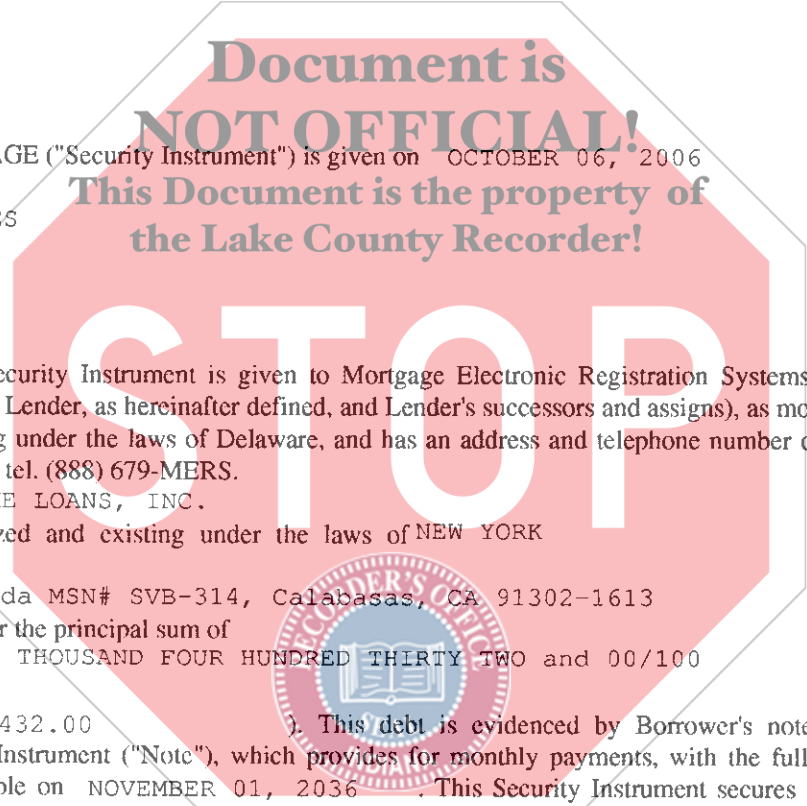 Document is
NOT OFFICIAL!
AGE ("Security Instrument") is given on OCTOBER 06, 2006
This Document is the property of
ES
the Lake County Recorder!
STOP
ecurity Instrument is given to Mortgage Electronic Registration Systems
Lender, as hereinafter defined, and Lender's successors and assigns), as mo
g under the laws of Delaware, and has an address and telephone number o
tel. (888) 679-MERS.
E LOANS, INC.
zed and existing under the laws of NEW YORK
da MSN# SVB-314, Calabasas, CA 91302-1613
r the principal sum of
THOUSAND FOUR HUNDRED THIRTY TWO and 00/100
432.00 ). This debt is evidenced by Borrower's note
Instrument ("Note"), which provides for monthly payments, with the full
ble on NOVEMBER 01, 2036 . This Security Instrument secures
RECORDER'S OFFICE
SEAL